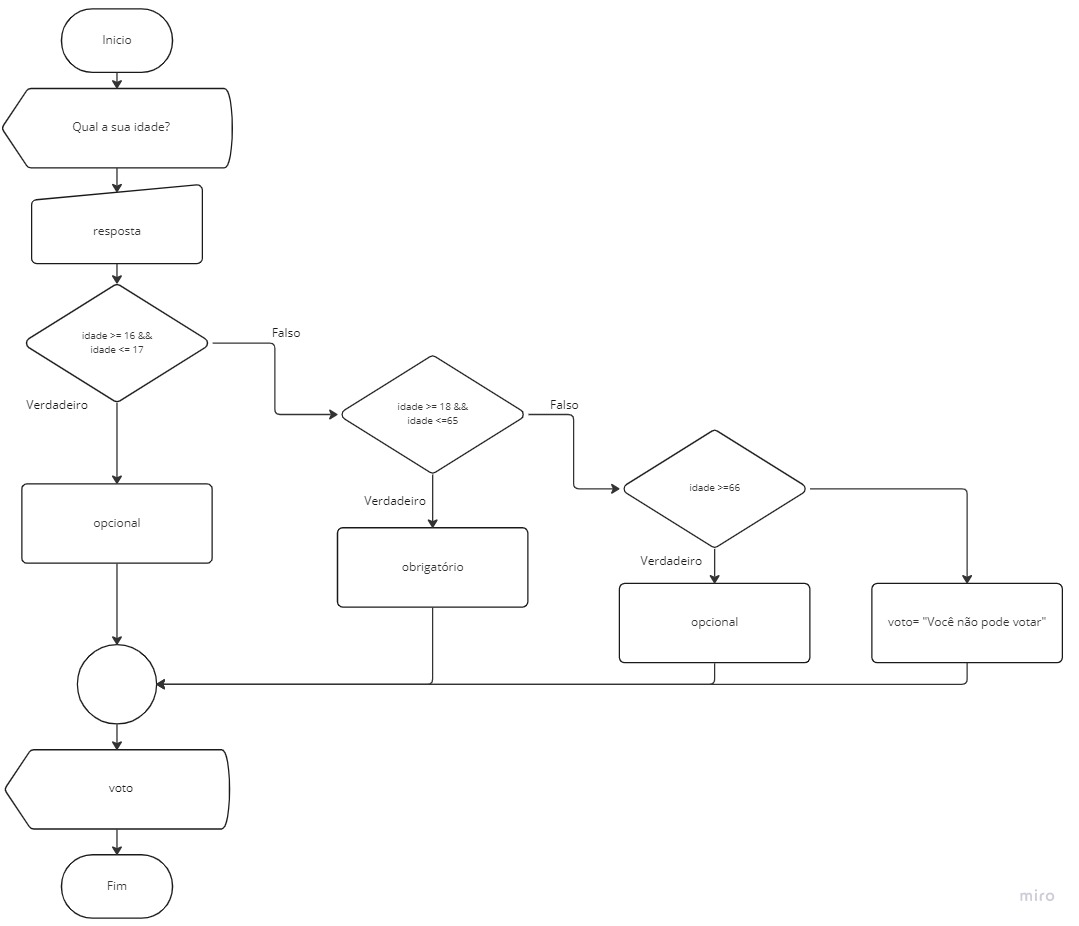 Inicio
Qual a sua idade?
resposta
idade >= 16 &&
idade <= 17
Falso
Verdadeiro
idade >= 18 &&
idade <=65
Falso
Verdadeiro
idade >=66
Verdadeiro
opcional
obrigatório
opcional
voto= "Você não pode votar"
voto
Fim
miro